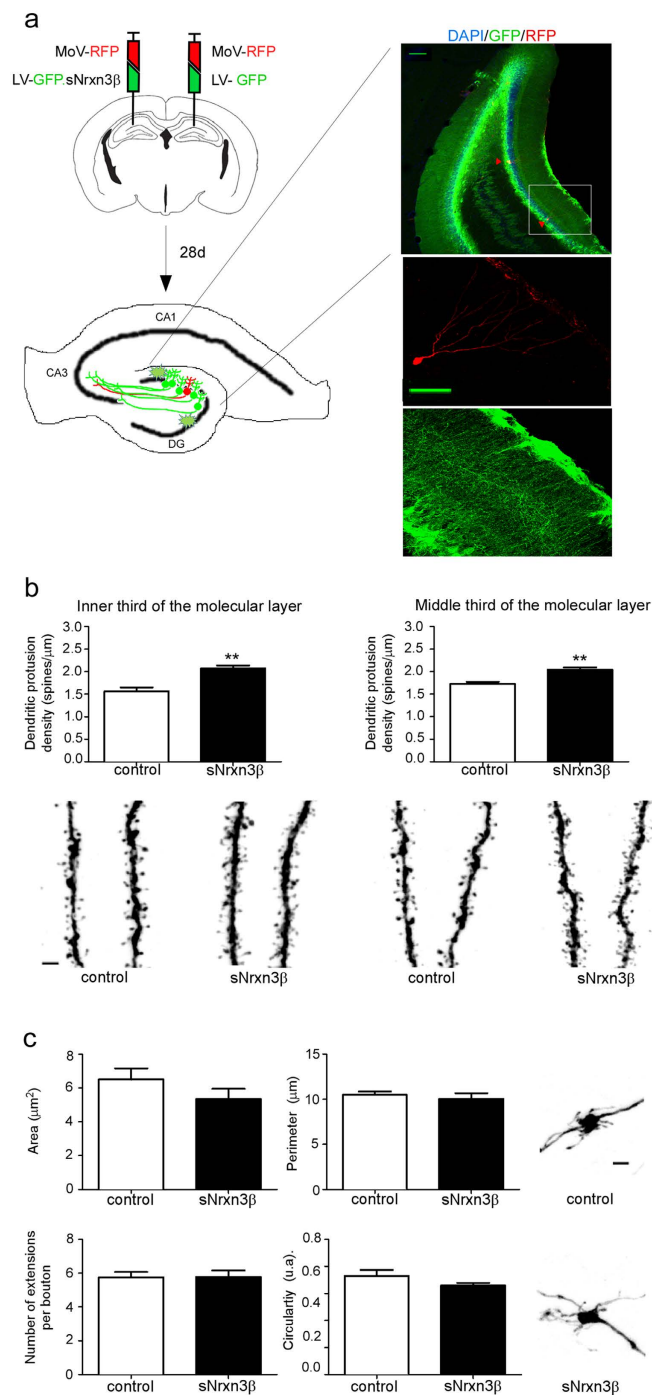 a
MoV-RFP
LV-GFP.sNrxn3β
MoV-RFP
LV- GFP
28d
CA1
CA3
DG
DAPI/GFP/RFP
b
Inner third of the molecular layer
Dendritic protusion
density (spines/μm)
3.0
2.5
2.0
1.5
1.0
0.5
0.0
**
control
sNrxn3β
Middle third of the molecular layer
Dendritic protusion
density (spines/μm)
3.0
2.5
2.0
1.5
1.0
0.5
0.0
**
control
sNrxn3β
control
sNrxn3β
control
sNrxn3β
c
Area (μm²)
8
6
4
2
0
control
sNrxn3β
Perimeter (μm)
15
10
5
0
control
sNrxn3β
control
Number of extensions
per bouton
8
6
4
2
0
control
sNrxn3β
Circulartiy (u.a).
0.8
0.6
0.4
0.2
0.0
control
sNrxn3β
sNrxn3β